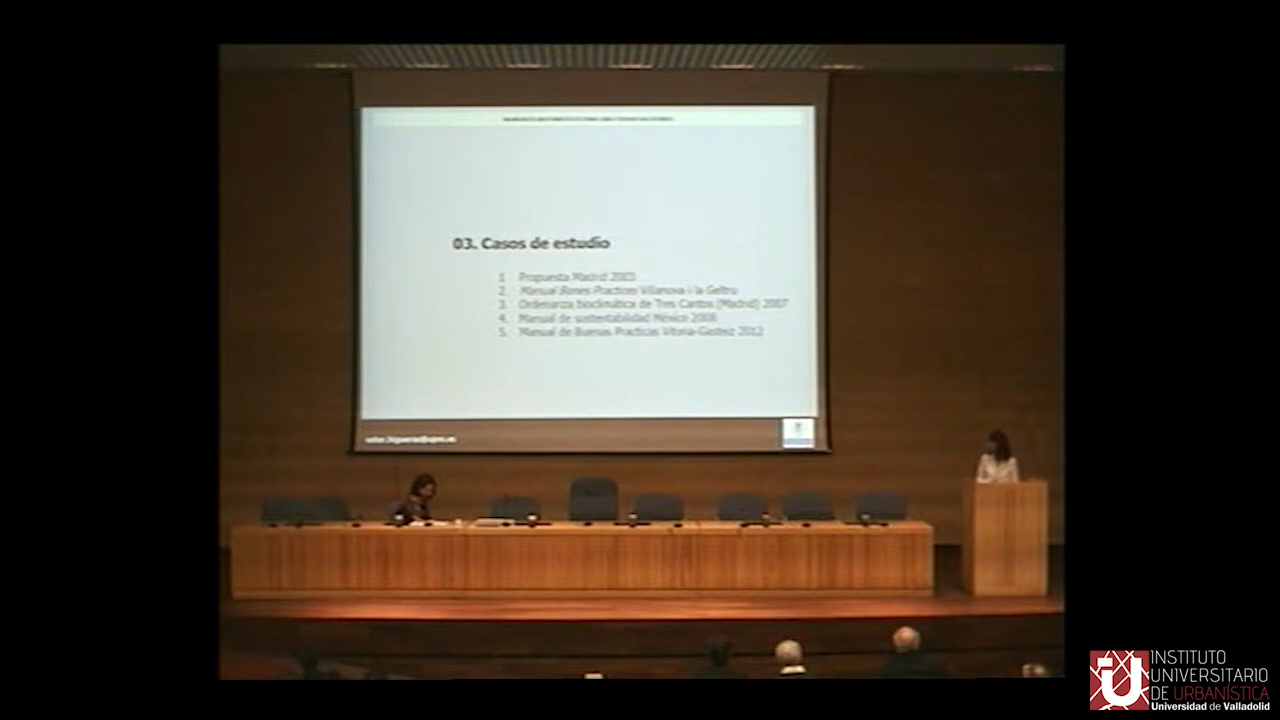 03. Casos de estudio
1 Propuesta Madrid 2003
2. Manual Bones Practices Vilanova i la Geltru
3. Ordenanza bioclimática de Tres Cantos (Madrid) 2007
4. Manual de sustentabilidad México 2008
5. Manual de Buenas Practicas Vitoria-Gasteiz 2012
INSTITUTO
UNIVERSITARIO
DE URBANÍSTICA
Universidad de Valladolid